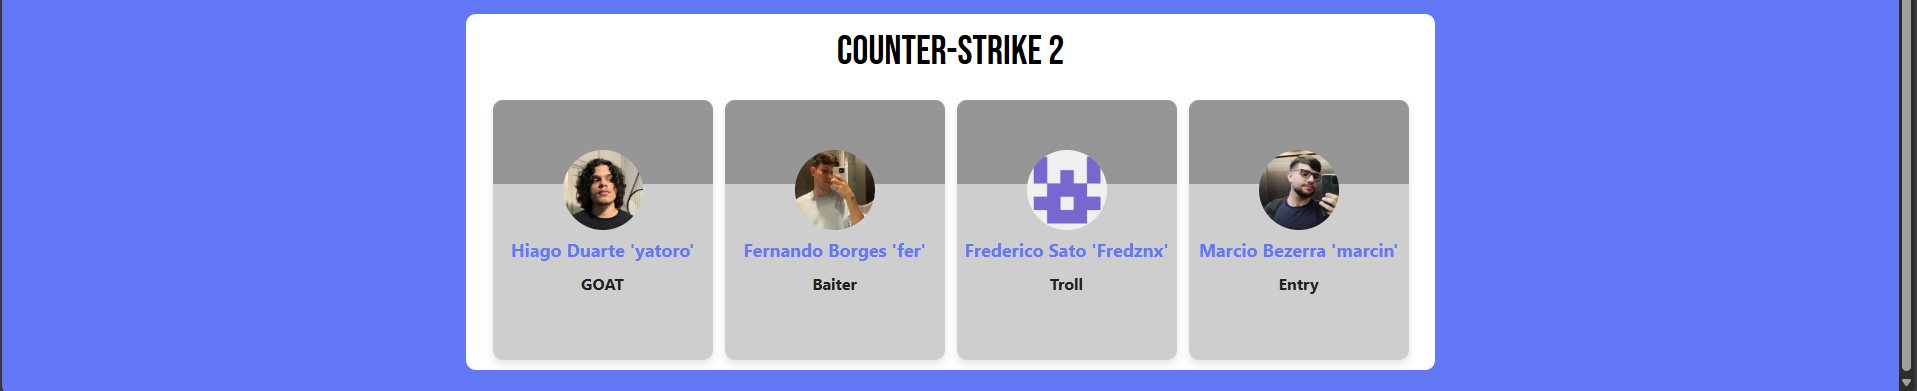 COUNTER-STRIKE 2
Hiago Duarte 'yatoro'
GOAT
Fernando Borges 'fer'
Baiter
Frederico Sato 'Fredznx'
Troll
Marcio Bezerra 'marcin'
Entry